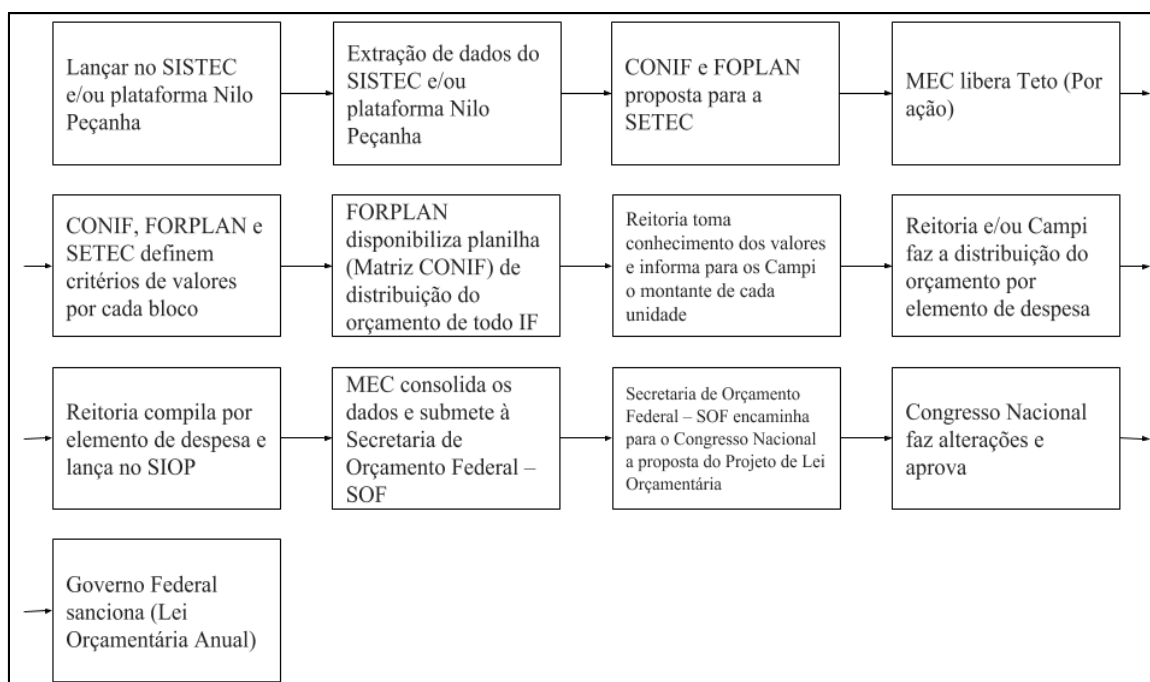 Lançar no SISTEC
e/ou plataforma Nilo
Peçanha
Extração de dados do
SISTEC e/ou
plataforma Nilo
Peçanha
CONIF e FOPLAN
proposta para a
SETEC
MEC libera Teto (Por
ação)
CONIF, FORPLAN e
SETEC definem
critérios de valores
por cada bloco
FORPLAN
disponibiliza planilha
(Matriz CONIF) de
distribuição do
orçamento de todo IF
Reitoria toma
conhecimento dos valores
e informa para os Campi
o montante de cada
unidade
Reitoria e/ou Campi
faz a distribuição do
orçamento por
elemento de despesa
Reitoria compila por
elemento de despesa e
lança no SIOP
MEC consolida os
dados e submete à
Secretaria de
Orçamento Federal –
SOF
Secretaria de Orçamento
Federal – SOF encaminha
para o Congresso Nacional
a proposta do Projeto de Lei
Orçamentária
Congresso Nacional
faz alterações e
aprova
Governo Federal
sanciona (Lei
Orçamentária Anual)